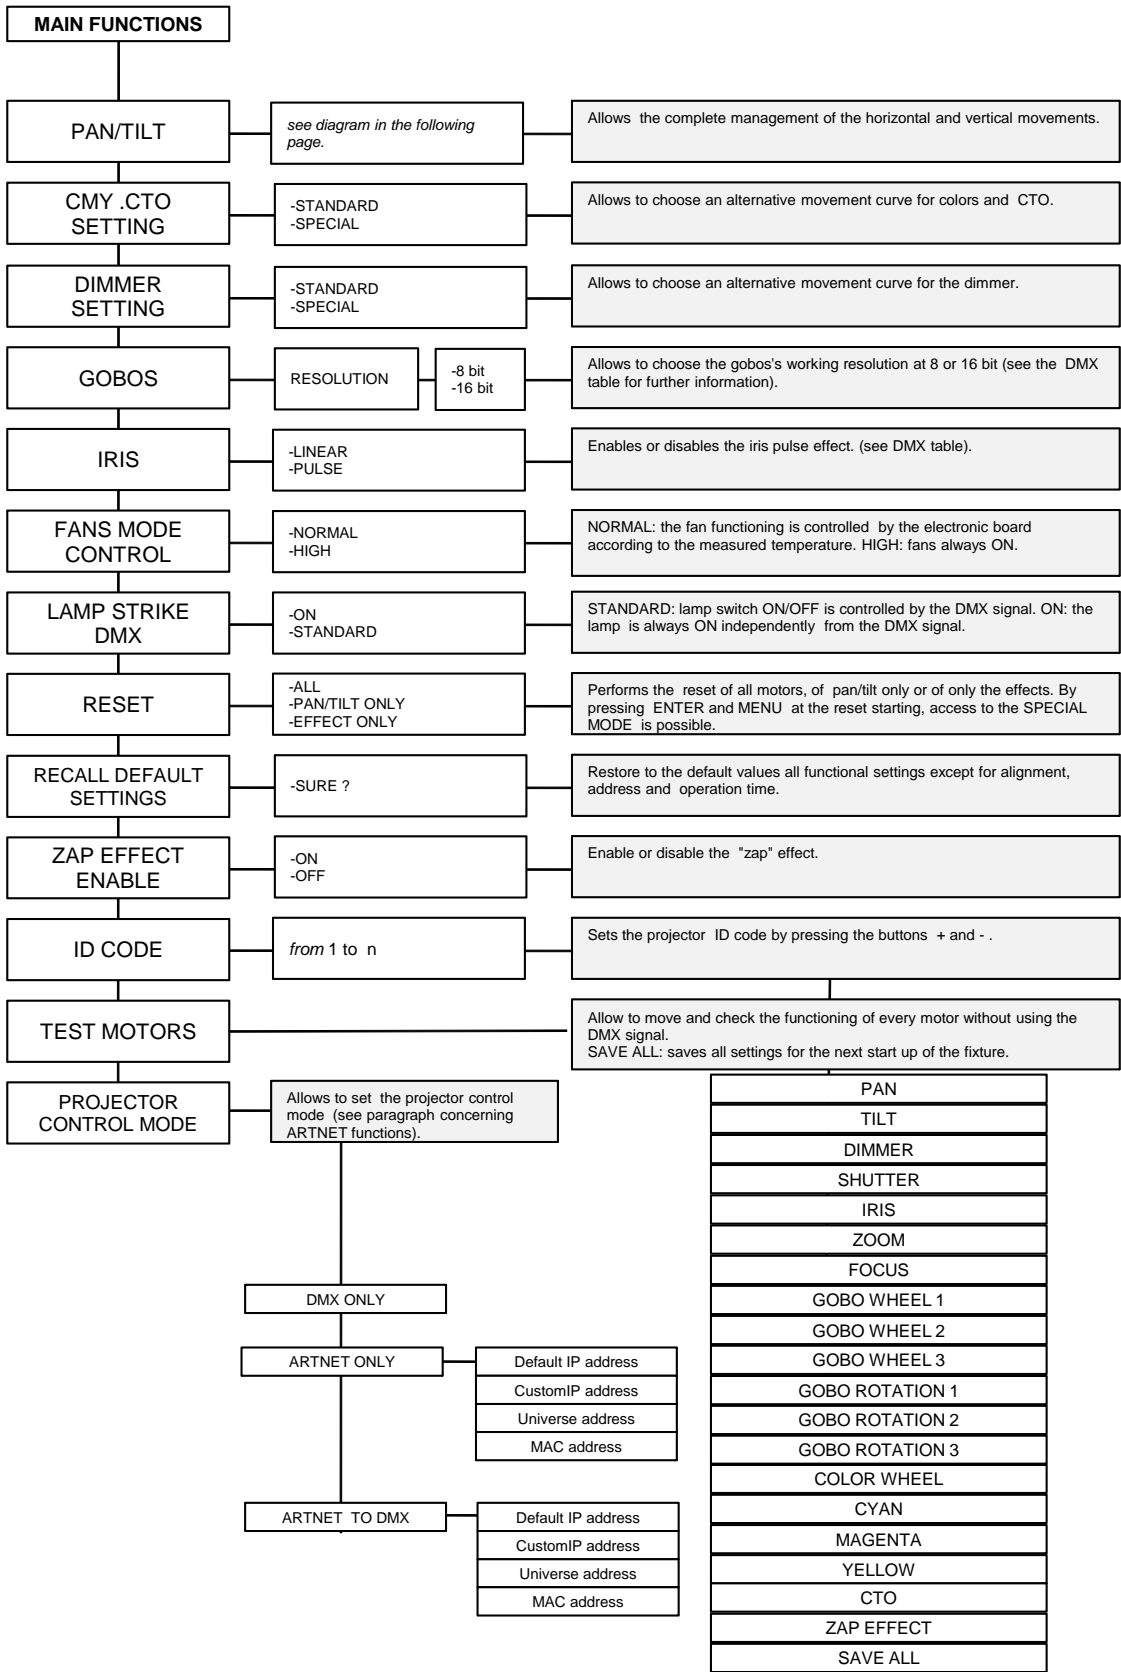 MAIN FUNCTIONS
PAN/TILT
see diagram in the following
page.
Allows the complete management of the horizontal and vertical movements.
CMY .CTO
SETTING
-STANDARD
-SPECIAL
Allows to choose an alternative movement curve for colors and CTO.
DIMMER
SETTING
-STANDARD
-SPECIAL
Allows to choose an alternative movement curve for the dimmer.
GOBOS
RESOLUTION
-8 bit
-16 bit
Allows to choose the gobos's working resolution at 8 or 16 bit (see the DMX
table for further information).
IRIS
-LINEAR
-PULSE
Enables or disables the iris pulse effect. (see DMX table).
FANS MODE
CONTROL
-NORMAL
-HIGH
NORMAL: the fan functioning is controlled by the electronic board
according to the measured temperature. HIGH: fans always ON.
LAMP STRIKE
DMX
-ON
-STANDARD
STANDARD: lamp switch ON/OFF is controlled by the DMX signal. ON: the
lamp is always ON independently from the DMX signal.
RESET
-ALL
-PAN/TILT ONLY
-EFFECT ONLY
Performs the reset of all motors, of pan/tilt only or of only the effects. By
pressing ENTER and MENU at the reset starting, access to the SPECIAL
MODE is possible.
RECALL DEFAULT
SETTINGS
-SURE ?
Restore to the default values all functional settings except for alignment,
address and operation time.
ZAP EFFECT
ENABLE
-ON
-OFF
Enable or disable the "zap" effect.
ID CODE
from 1 to n
Sets the projector ID code by pressing the buttons + and - .
TEST MOTORS
Allow to move and check the functioning of every motor without using the
DMX signal.
SAVE ALL: saves all settings for the next start up of the fixture.
PROJECTOR
CONTROL MODE
Allows to set the projector control
mode (see paragraph concerning
ARTNET functions).
PAN
TILT
DIMMER
SHUTTER
IRIS
ZOOM
FOCUS
GOBO WHEEL 1
GOBO WHEEL 2
GOBO WHEEL 3
GOBO ROTATION 1
GOBO ROTATION 2
GOBO ROTATION 3
COLOR WHEEL
CYAN
MAGENTA
YELLOW
CTO
ZAP EFFECT
SAVE ALL
DMX ONLY
ARTNET ONLY
Default IP address
CustomIP address
Universe address
MAC address
ARTNET TO DMX
Default IP address
CustomIP address
Universe address
MAC address